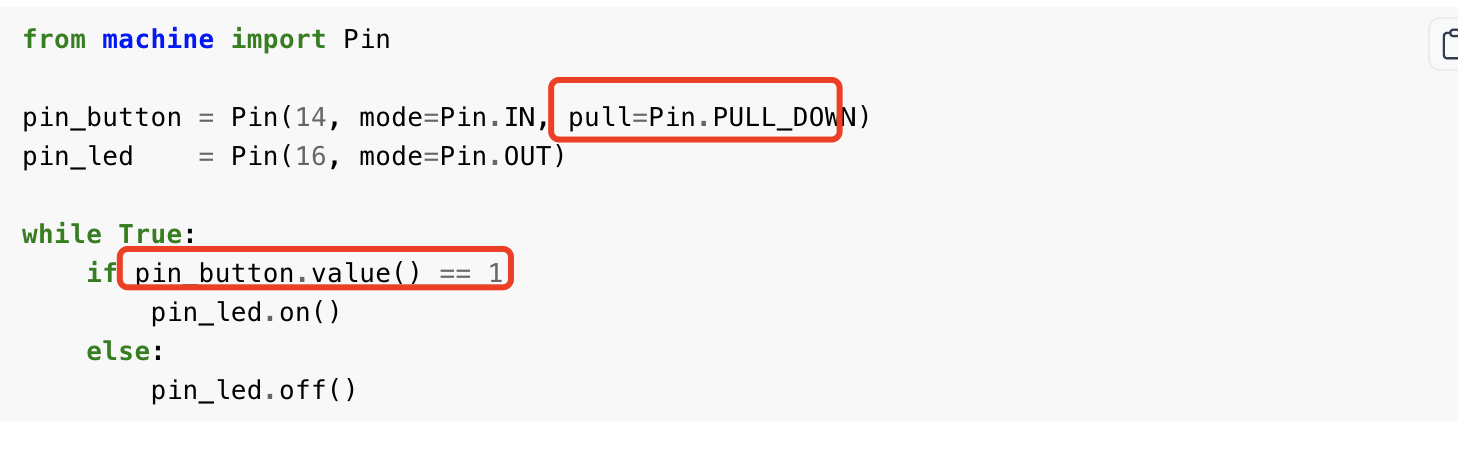 from machine import Pin
pin_button = Pin(14, mode=Pin.IN, pull=Pin.PULL_DOWN)
pin_led    = Pin(16, mode=Pin.OUT)
while True:
    if pin_button.value() == 1
        pin_led.on()
    else:
        pin_led.off()